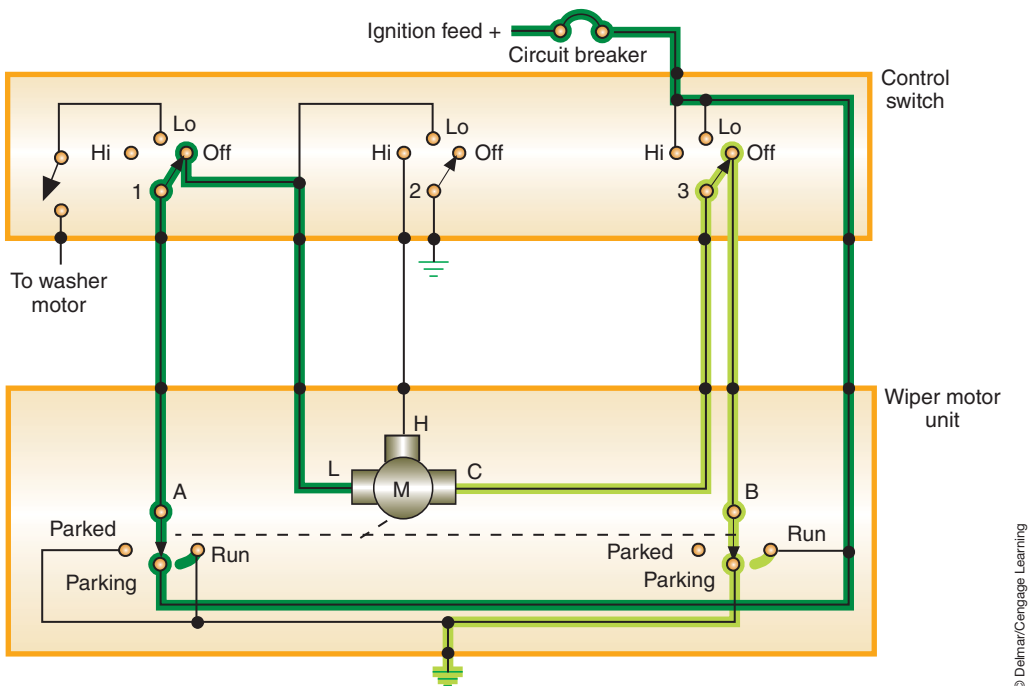 Ignition feed +
Circuit breaker
Control
switch
Lo
Hi
Off
1
Lo
Hi
Off
2
Lo
Hi
Off
3
To washer
motor
Wiper motor
unit
H
L
M
C
A
B
Parked
Run
Parking
Parked
Run
Parking
© Delmar/Cengage Learning